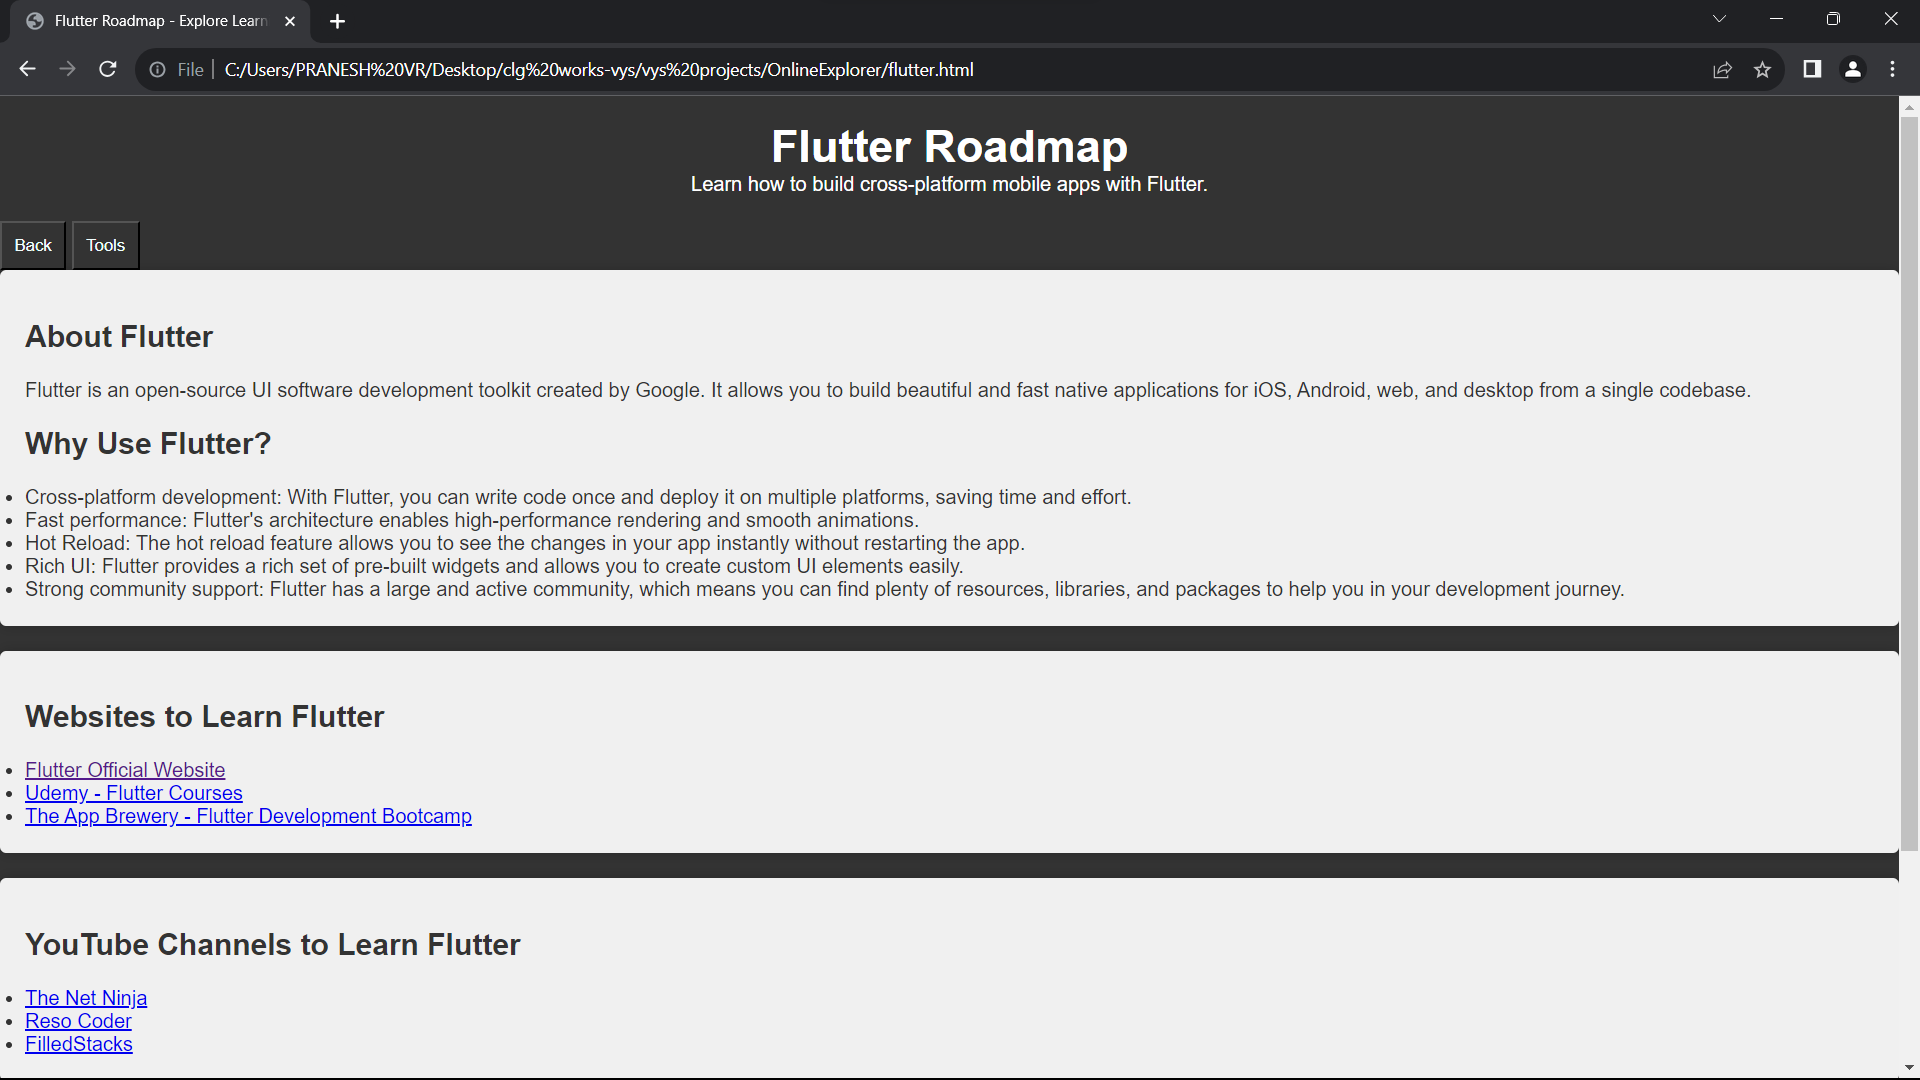 Flutter Roadmap - Explore Learn
File
C:/Users/PRANESH%20VR/Desktop/clg%20works-vys/vys%20projects/OnlineExplorer/flutter.html
Flutter Roadmap
Learn how to build cross-platform mobile apps with Flutter.
Back
Tools
About Flutter
Flutter is an open-source UI software development toolkit created by Google. It allows you to build beautiful and fast native applications for iOS, Android, web, and desktop from a single codebase.
Why Use Flutter?
• Cross-platform development: With Flutter, you can write code once and deploy it on multiple platforms, saving time and effort.
• Fast performance: Flutter's architecture enables high-performance rendering and smooth animations.
• Hot Reload: The hot reload feature allows you to see the changes in your app instantly without restarting the app.
• Rich UI: Flutter provides a rich set of pre-built widgets and allows you to create custom UI elements easily.
• Strong community support: Flutter has a large and active community, which means you can find plenty of resources, libraries, and packages to help you in your development journey.
Websites to Learn Flutter
• Flutter Official Website
• Udemy - Flutter Courses
• The App Brewery - Flutter Development Bootcamp
YouTube Channels to Learn Flutter
• The Net Ninja
• Reso Coder
• FilledStacks